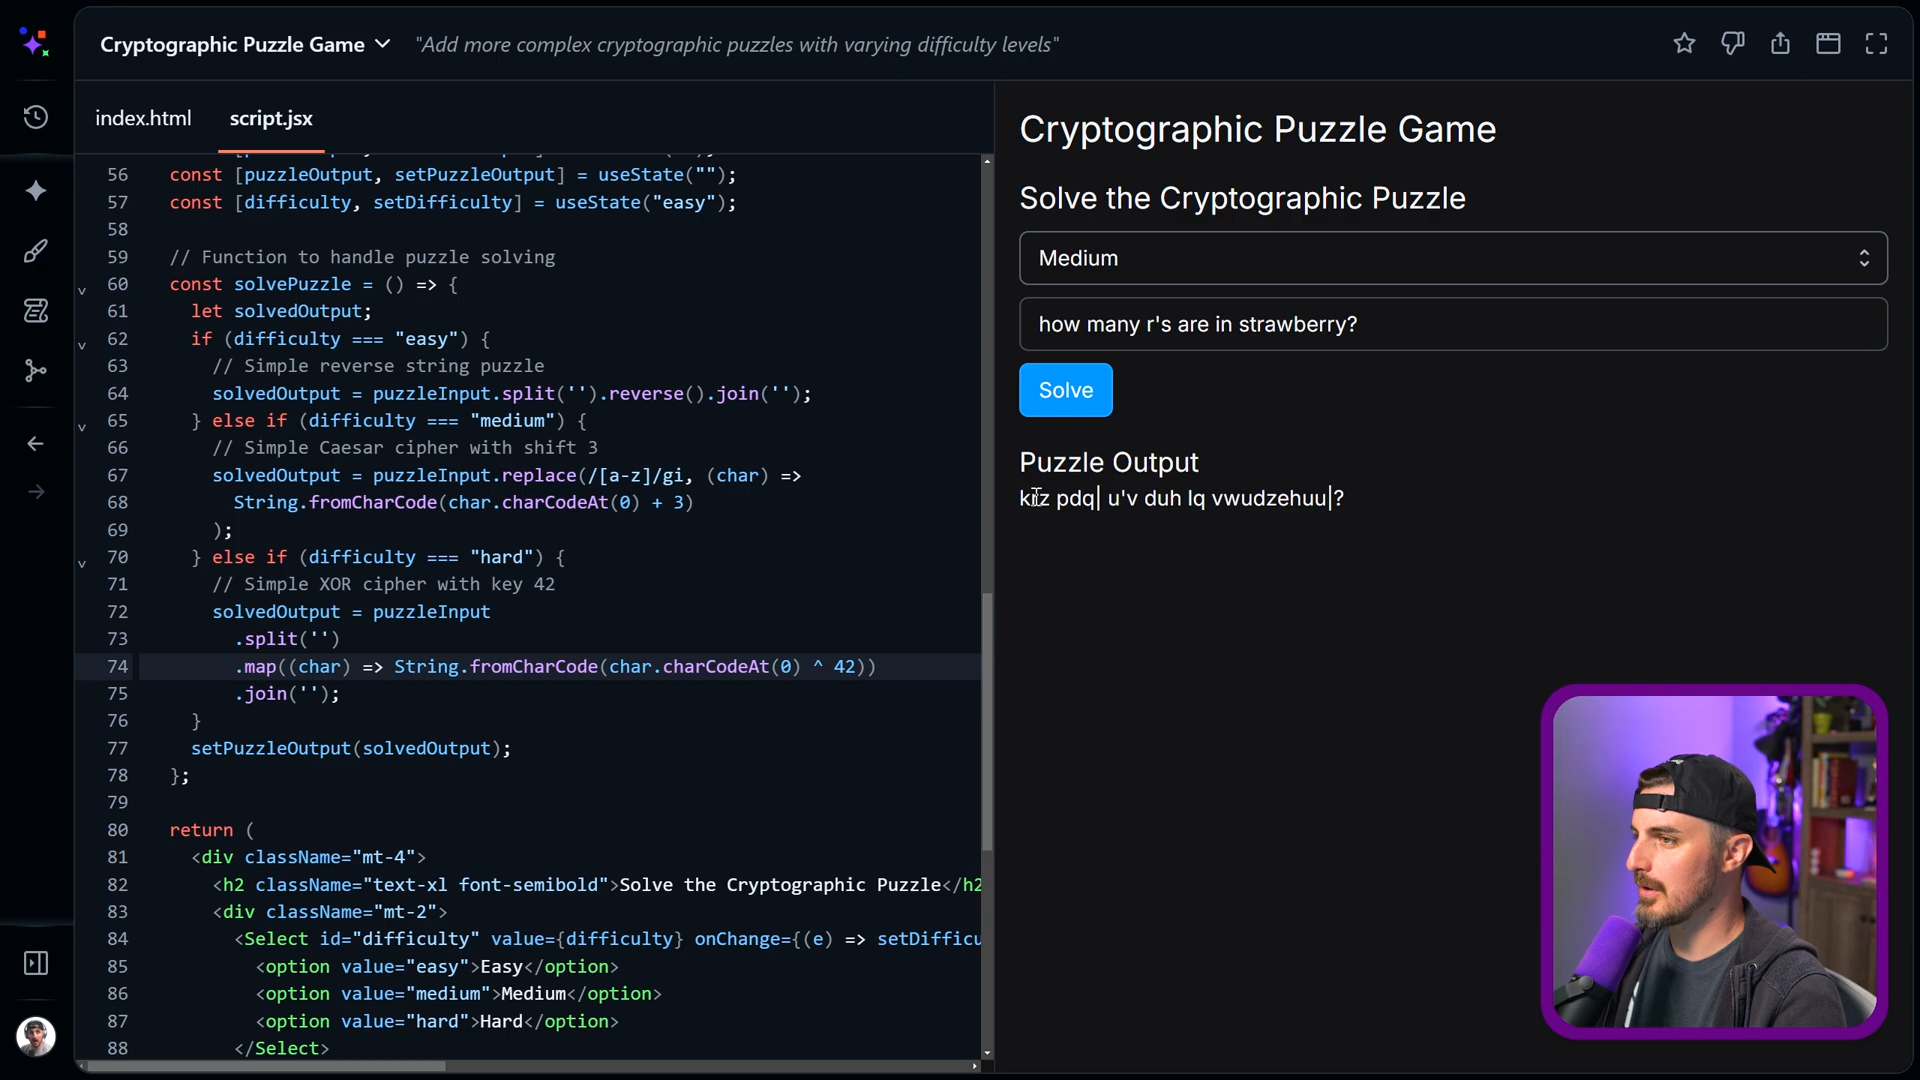 Cryptographic Puzzle Game
"Add more complex cryptographic puzzles with varying difficulty levels"
index.html
script.jsx
56 const [puzzleOutput, setPuzzleOutput] = useState("");
57 const [difficulty, setDifficulty] = useState("easy");
58
59 // Function to handle puzzle solving
60 const solvePuzzle = () => {
61 let solvedOutput;
62 if (difficulty === "easy") {
63 // Simple reverse string puzzle
64 solvedOutput = puzzleInput.split('').reverse().join('');
65 } else if (difficulty === "medium") {
66 // Simple Caesar cipher with shift 3
67 solvedOutput = puzzleInput.replace(/[a-z]/gi, (char) =>
68 String.fromCharCode(char.charCodeAt(0) + 3)
69 );
70 } else if (difficulty === "hard") {
71 // Simple XOR cipher with key 42
72 solvedOutput = puzzleInput
73 .split('')
74 .map((char) => String.fromCharCode(char.charCodeAt(0) ^ 42))
75 .join('');
76 }
77 setPuzzleOutput(solvedOutput);
78 };
79
80 return (
81 <div className="mt-4">
82 <h2 className="text-xl font-semibold">Solve the Cryptographic Puzzle</h2
83 <div className="mt-2">
84 <Select id="difficulty" value={difficulty} onChange={(e) => setDifficu
85 <option value="easy">Easy</option>
86 <option value="medium">Medium</option>
87 <option value="hard">Hard</option>
88 </Select>
Cryptographic Puzzle Game
Solve the Cryptographic Puzzle
Medium
how many r's are in strawberry?
Solve
Puzzle Output
krz pdq| u'v duh lq vwudzehuu|?